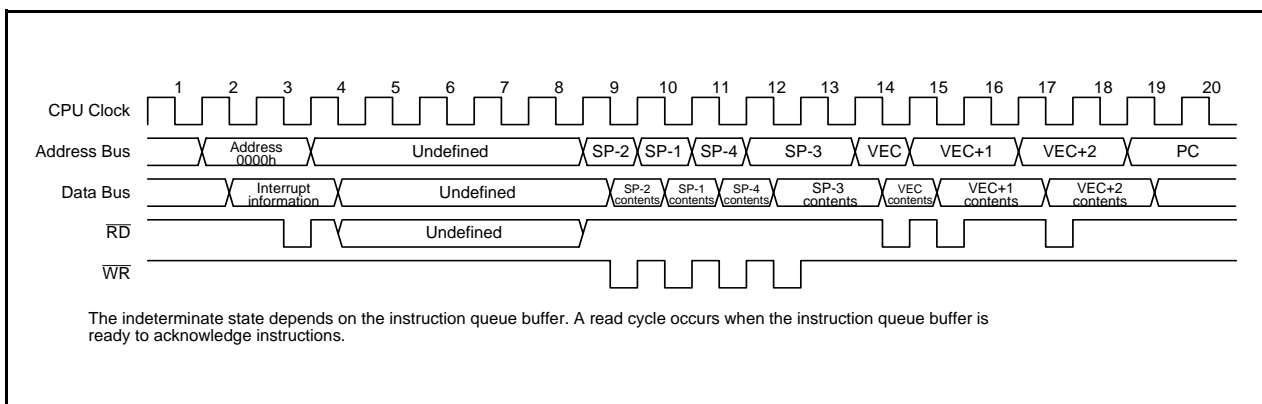 1 2 3 4 5 6 7 8 9 10 11 12 13 14 15 16 17 18 19 20
CPU Clock
Address Bus
Address
0000h
Undefined
SP-2
SP-1
SP-4
SP-3
VEC
VEC+1
VEC+2
PC
Data Bus
Interrupt
information
Undefined
SP-2
contents
SP-1
contents
SP-4
contents
SP-3
contents
VEC
contents
VEC+1
contents
VEC+2
contents
RD
Undefined
WR
The indeterminate state depends on the instruction queue buffer. A read cycle occurs when the instruction queue buffer is
ready to acknowledge instructions.